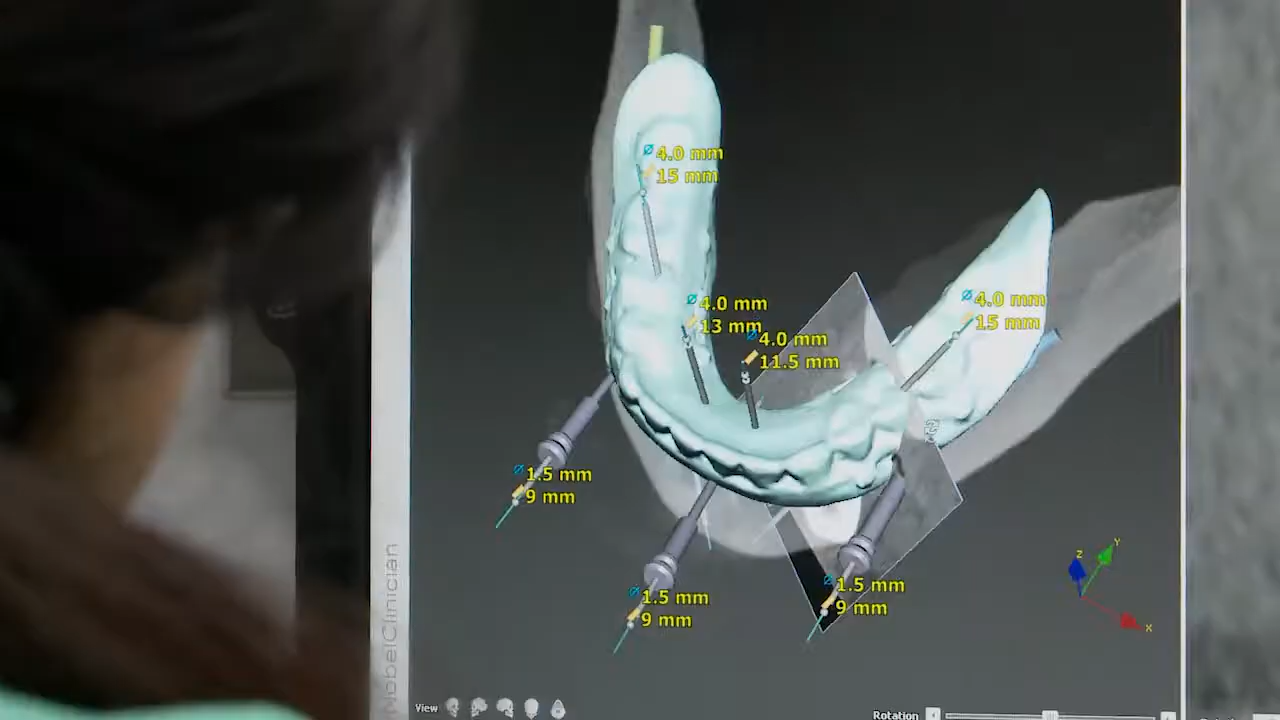 ⌀ 4.0 mm
15 mm
⌀ 4.0 mm
13 mm
⌀ 4.0 mm
11.5 mm
⌀ 4.0 mm
15 mm
⌀ 1.5 mm
9 mm
⌀ 1.5 mm
9 mm
⌀ 1.5 mm
9 mm
Z
Y
X
NobelClinician
View
Rotation